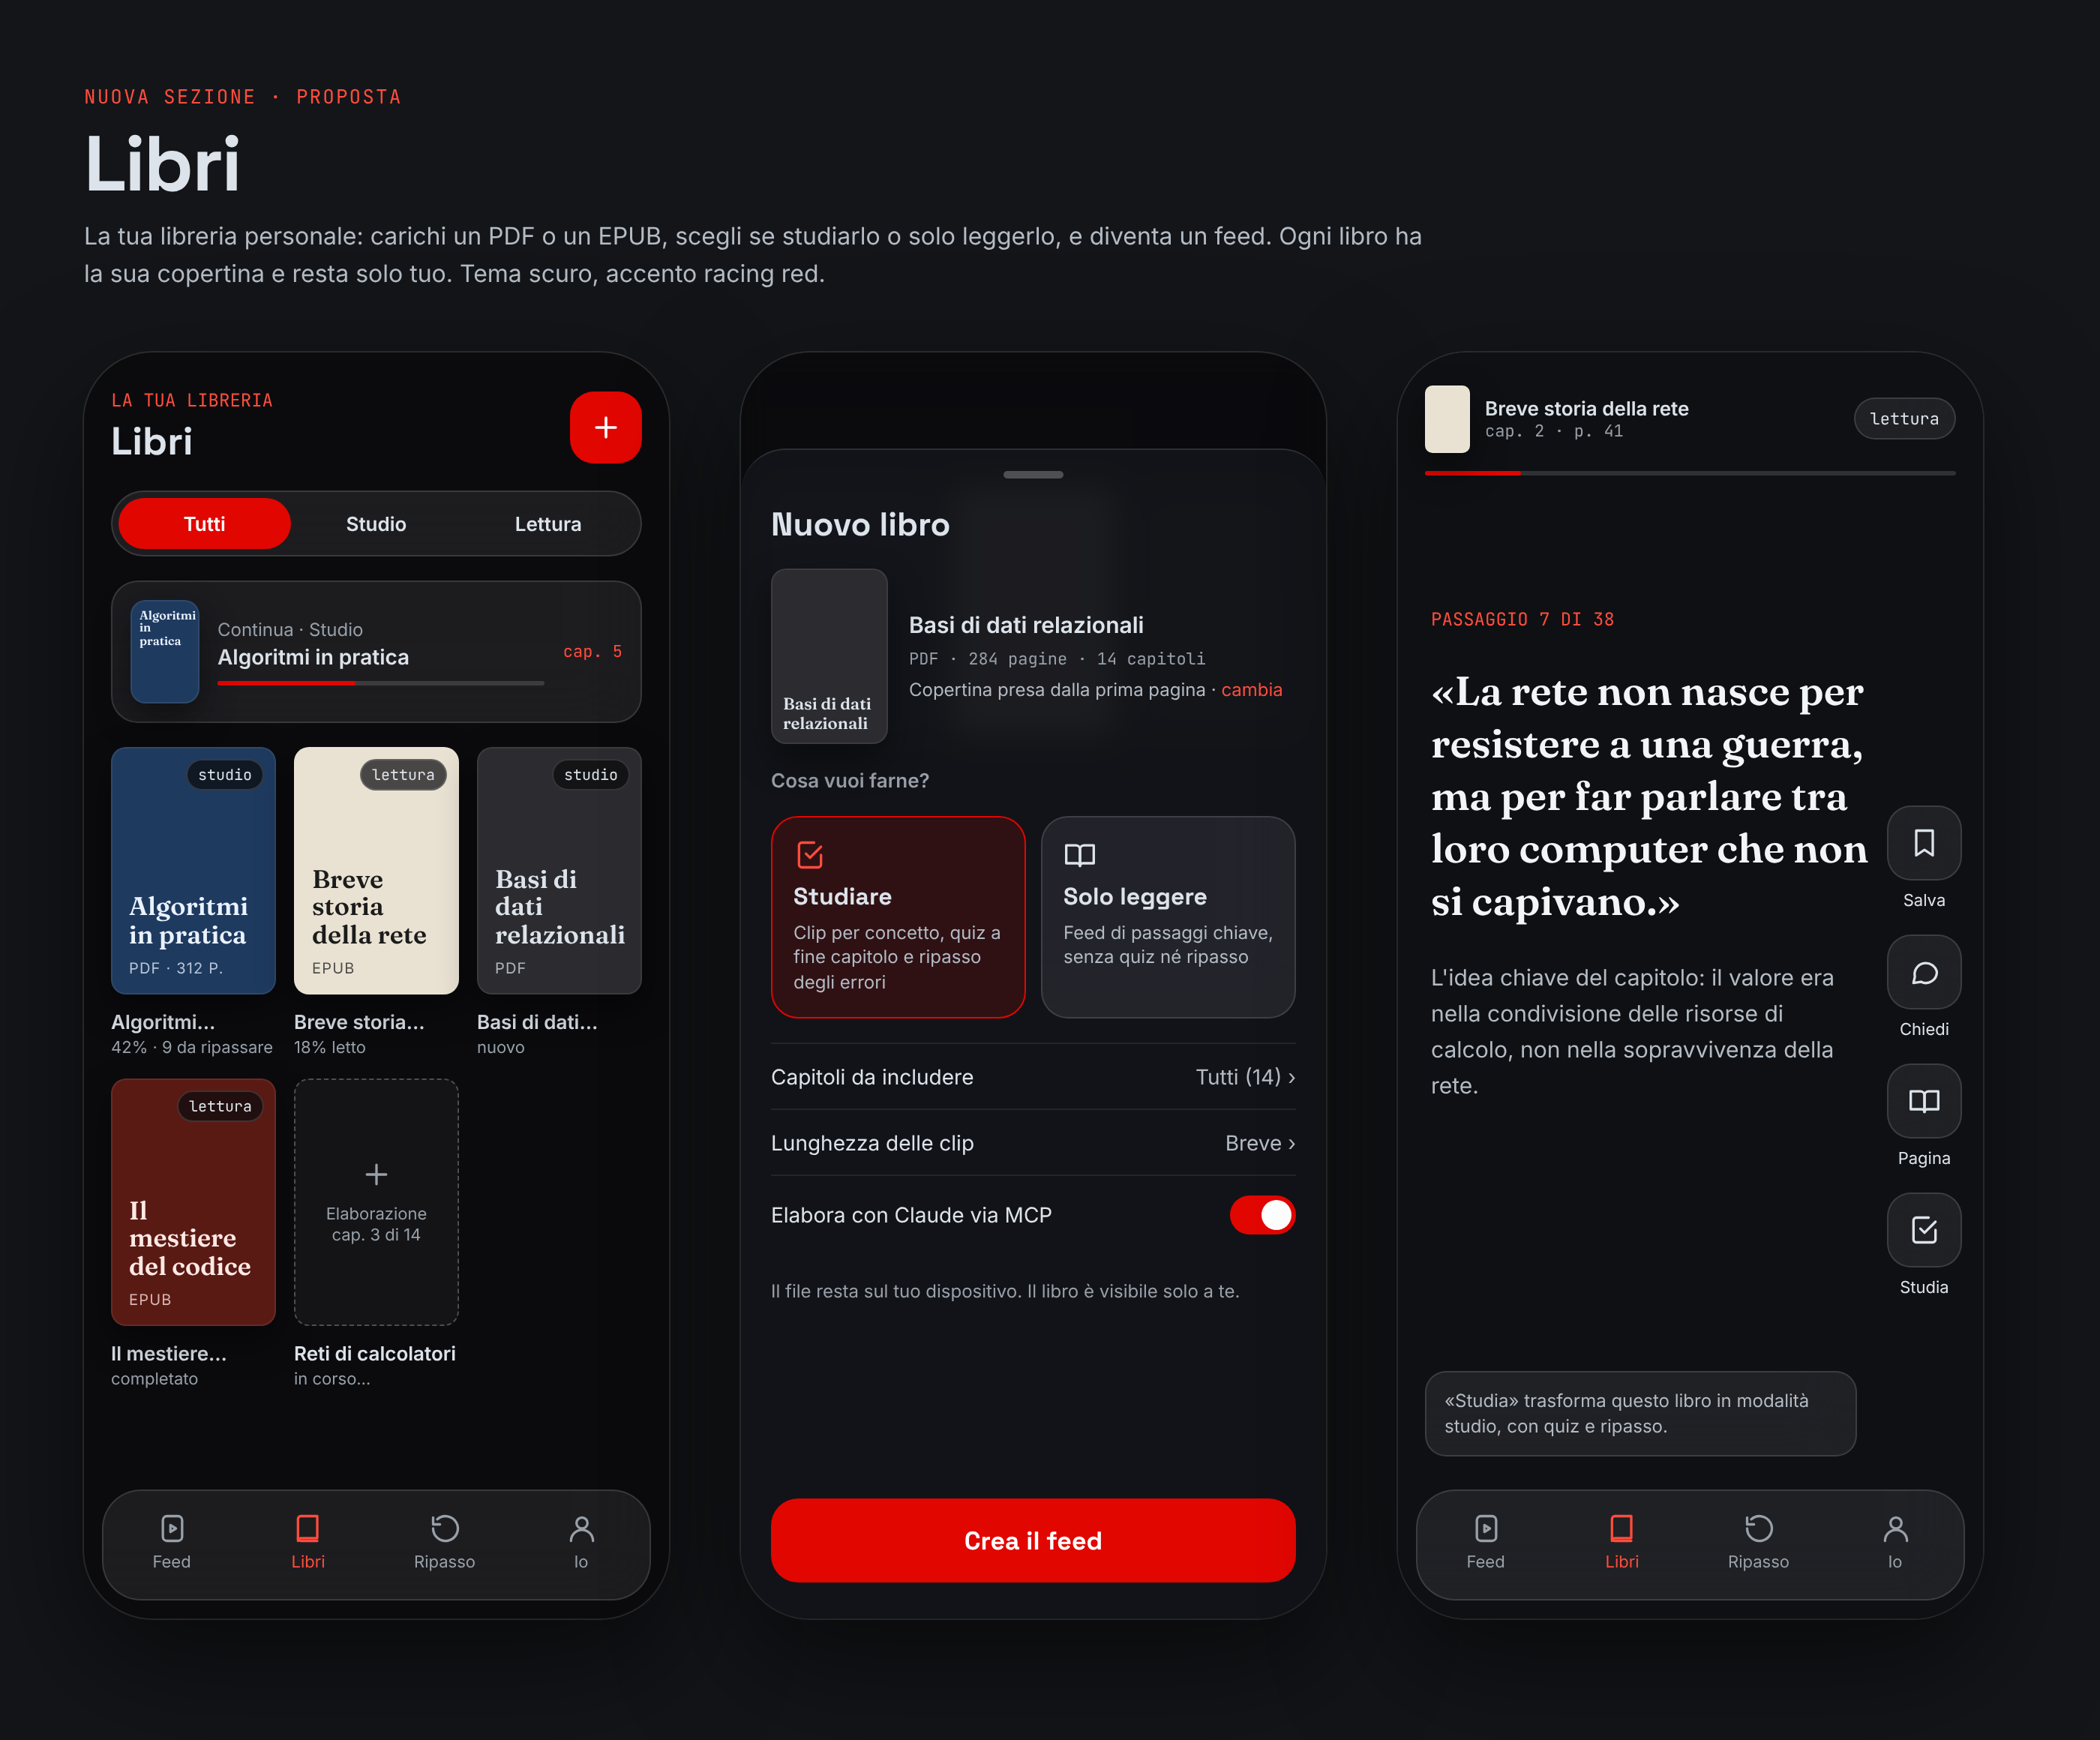 NUOVA SEZIONE · PROPOSTA
Libri
La tua libreria personale: carichi un PDF o un EPUB, scegli se studiarlo o solo leggerlo, e diventa un feed. Ogni libro ha
la sua copertina e resta solo tuo. Tema scuro, accento racing red.
LA TUA LIBRERIA
Libri
Tutti
Studio
Lettura
Algoritmi
in
pratica
Continua · Studio
Algoritmi in pratica
cap. 5
studio
Algoritmi
in pratica
PDF · 312 P.
lettura
Breve
storia
della rete
EPUB
studio
Basi di
dati
relazionali
PDF
Algoritmi…
42% · 9 da ripassare
Breve storia…
18% letto
Basi di dati…
nuovo
lettura
Il
mestiere
del codice
EPUB
Elaborazione
cap. 3 di 14
Il mestiere…
completato
Reti di calcolatori
in corso…
Feed
Libri
Ripasso
Io
Nuovo libro
Basi di dati
relazionali
Basi di dati relazionali
PDF · 284 pagine · 14 capitoli
Copertina presa dalla prima pagina · cambia
Cosa vuoi farne?
Studiare
Clip per concetto, quiz a
fine capitolo e ripasso
degli errori
Solo leggere
Feed di passaggi chiave,
senza quiz né ripasso
Capitoli da includere
Tutti (14) ›
Lunghezza delle clip
Breve ›
Elabora con Claude via MCP
Il file resta sul tuo dispositivo. Il libro è visibile solo a te.
Crea il feed
Breve storia della rete
cap. 2 · p. 41
lettura
PASSAGGIO 7 DI 38
«La rete non nasce per
resistere a una guerra,
ma per far parlare tra
loro computer che non
si capivano.»
L'idea chiave del capitolo: il valore era
nella condivisione delle risorse di
calcolo, non nella sopravvivenza della
rete.
Salva
Chiedi
Pagina
Studia
«Studia» trasforma questo libro in modalità
studio, con quiz e ripasso.
Feed
Libri
Ripasso
Io